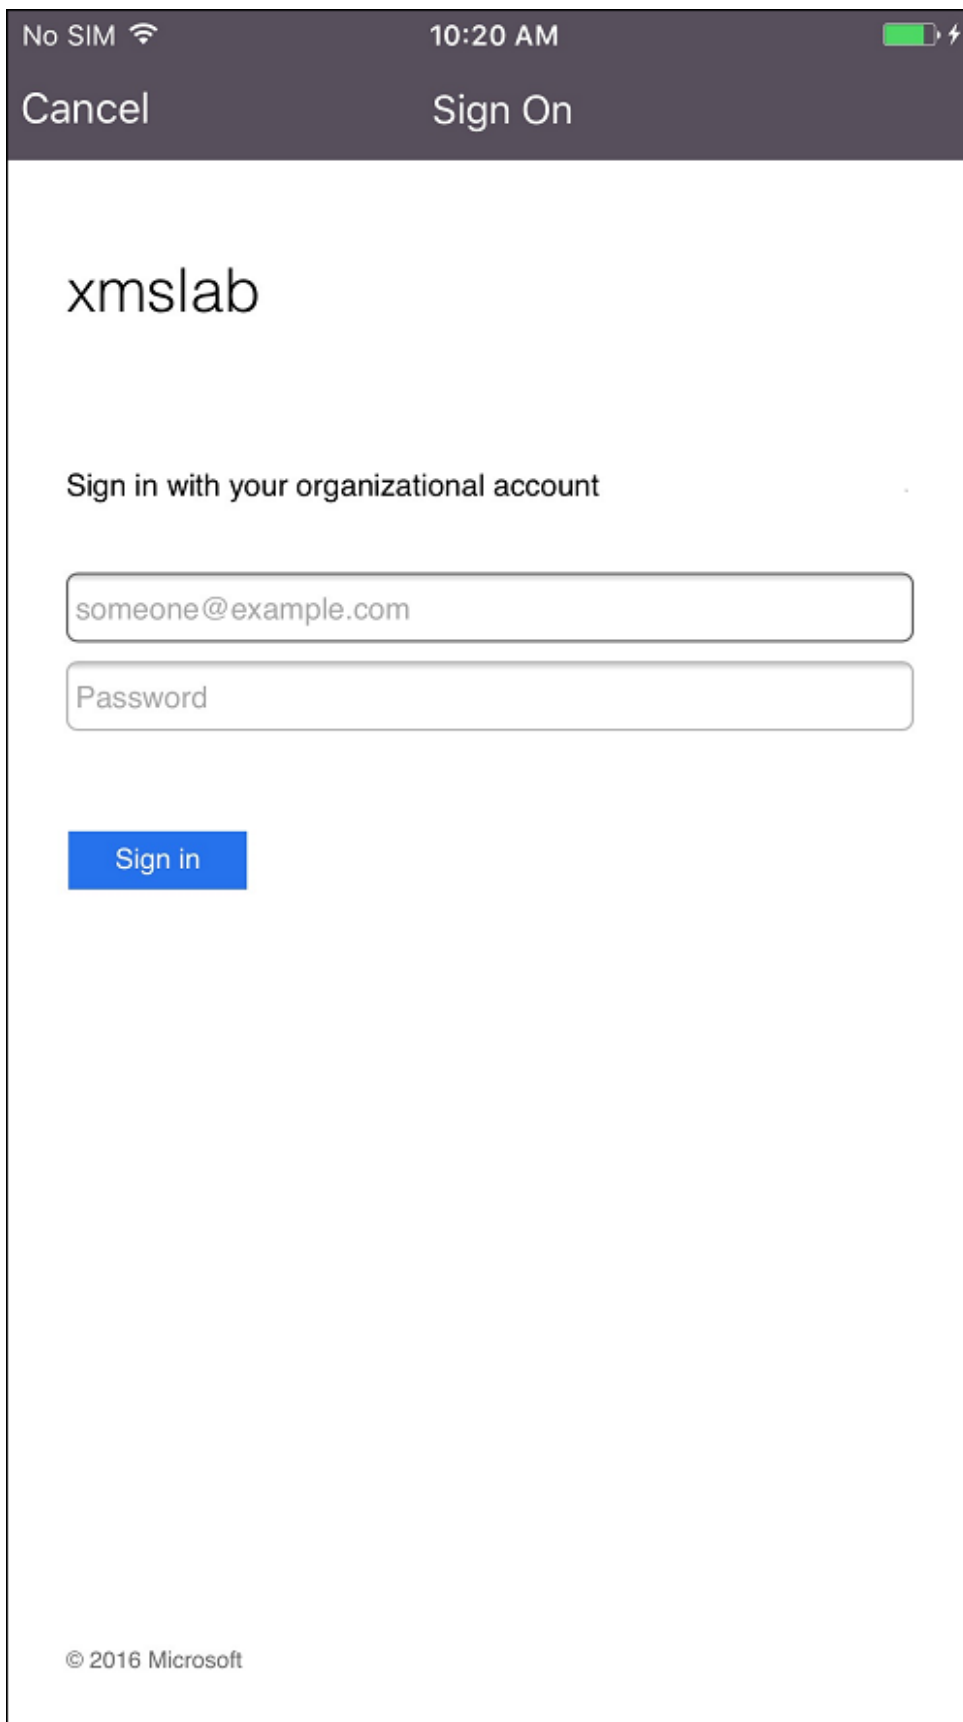 No SIM 10:20 AM
Cancel Sign On
xmslab
Sign in with your organizational account
someone@example.com
Password
Sign in
© 2016 Microsoft